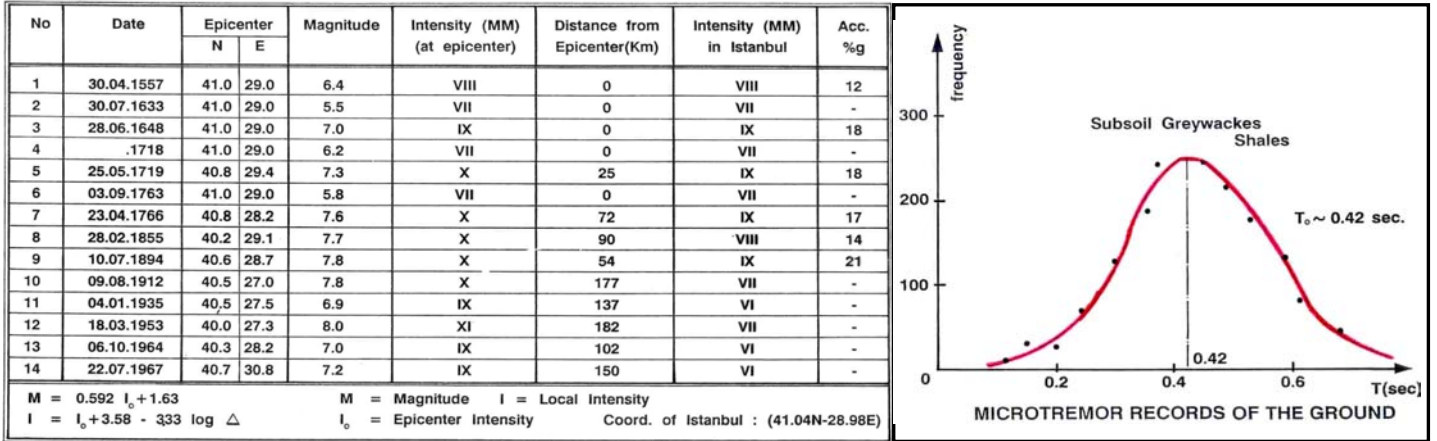 No Date Epicenter Magnitude Intensity (MM) Distance from Intensity (MM) Acc.
N E (at epicenter) Epicenter(Km) in Istanbul %g
1 30.04.1557 41.0 29.0 6.4 VIII 0 VIII 12
2 30.07.1633 41.0 29.0 5.5 VII 0 VII -
3 28.06.1648 41.0 29.0 7.0 IX 0 IX 18
4 .1718 41.0 29.0 6.2 VII 0 VII -
5 25.05.1719 40.8 29.4 7.3 X 25 IX 18
6 03.09.1763 41.0 29.0 5.8 VII 0 VII -
7 23.04.1766 40.8 28.2 7.6 X 72 IX 17
8 28.02.1855 40.2 29.1 7.7 X 90 VIII 14
9 10.07.1894 40.6 28.7 7.8 X 54 IX 21
10 09.08.1912 40.5 27.0 7.8 X 177 VII -
11 04.01.1935 40.5 27.5 6.9 IX 137 VI -
12 18.03.1953 40.0 27.3 8.0 XI 182 VII -
13 06.10.1964 40.3 28.2 7.0 IX 102 VI -
14 22.07.1967 40.7 30.8 7.2 IX 150 VI -
M = 0.592 I₀+1.63 M = Magnitude I = Local Intensity
I = I₀+3.58 - 3,33 log △ I₀ = Epicenter Intensity Coord. of Istanbul : (41.04N-28.98E)
frequency
300
Subsoil Greywackes
Shales
200
T₀~ 0.42 sec.
100
0.42
0 0.2 0.4 0.6 T(sec)
MICROTREMOR RECORDS OF THE GROUND